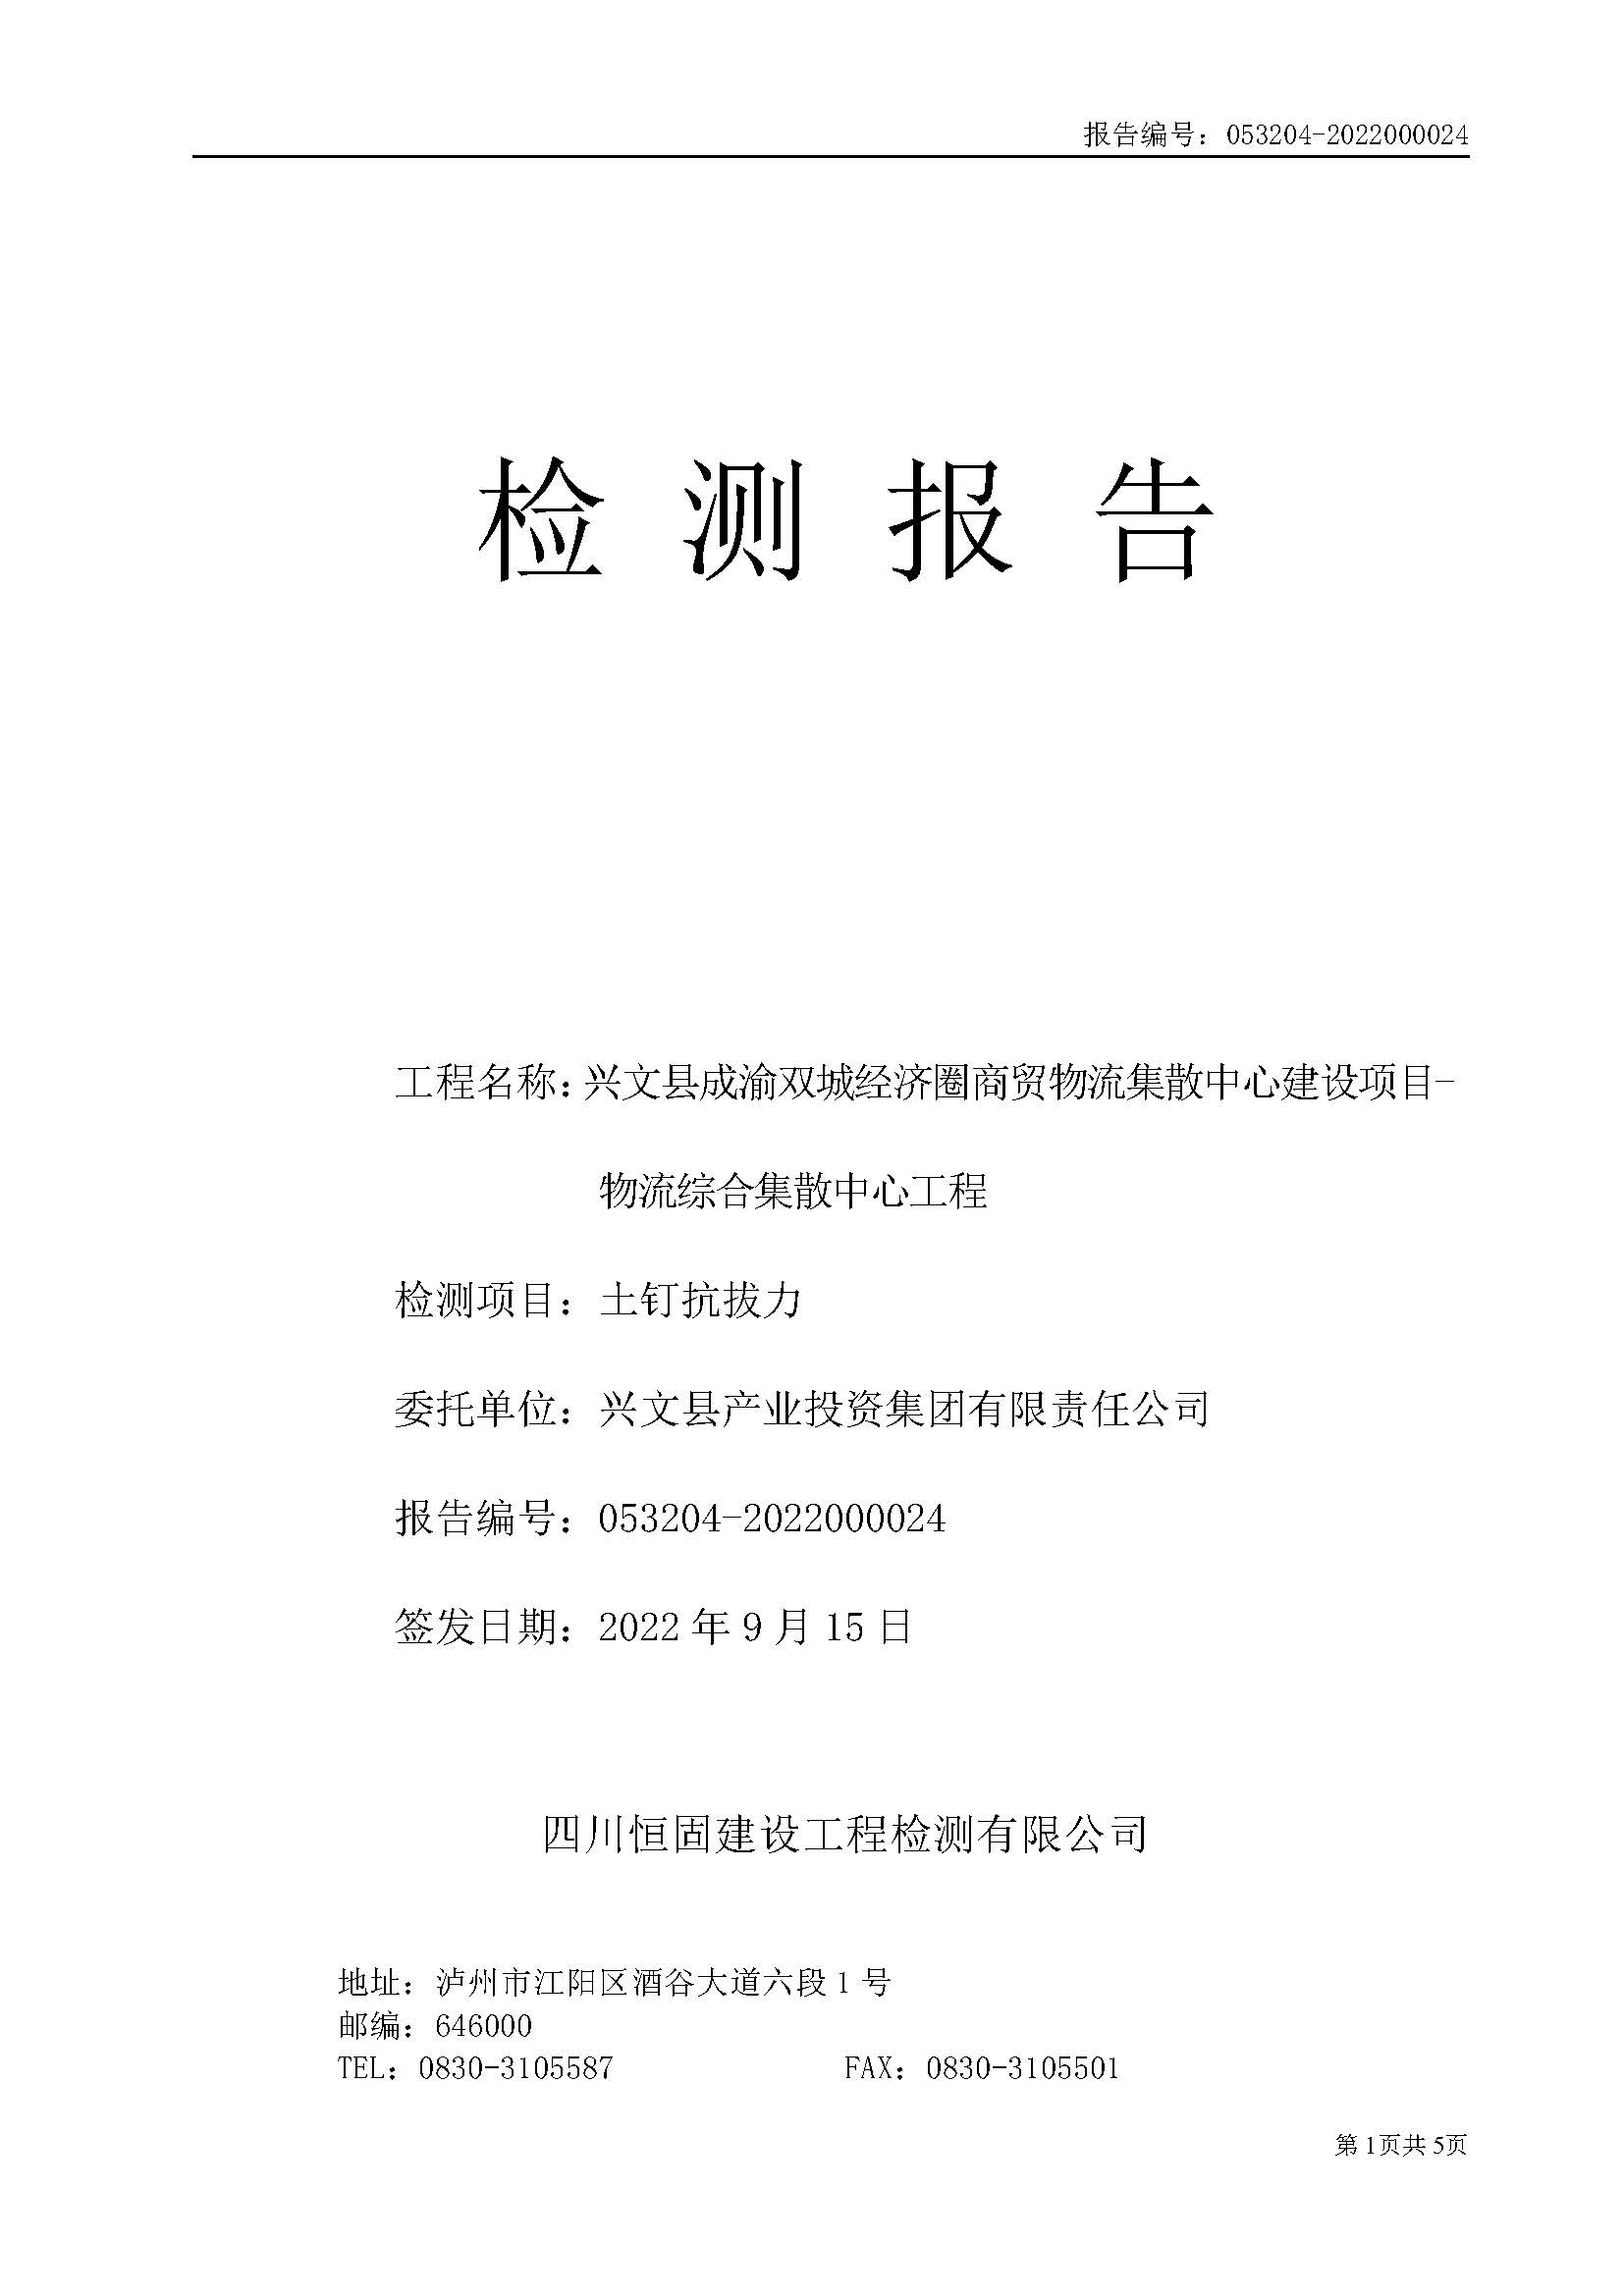 报告编号：053204-2022000024
检测报告
工程名称：兴文县成渝双城经济圈商贸物流集散中心建设项目-
物流综合集散中心工程
检测项目：土钉抗拔力
委托单位：兴文县产业投资集团有限责任公司
报告编号：053204-2022000024
签发日期：2022年9月15日
四川恒固建设工程检测有限公司
地址：泸州市江阳区酒谷大道六段1号
邮编：646000
TEL：0830-3105587 FAX：0830-3105501
第1页共5页